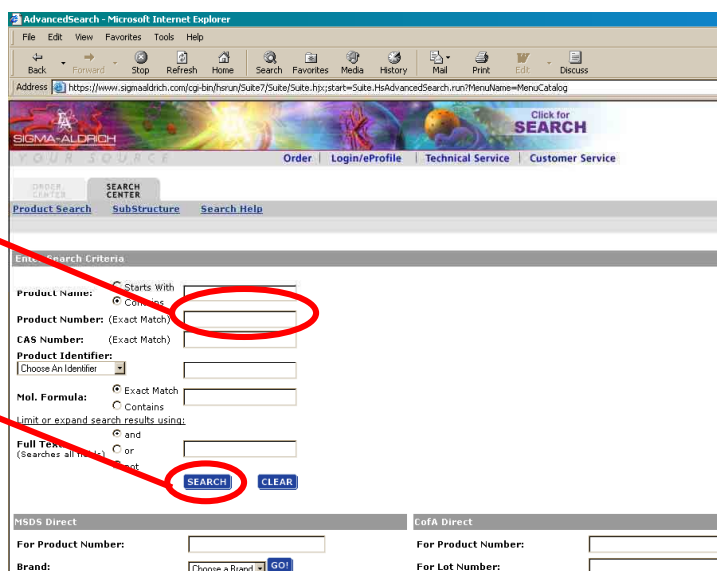 AdvancedSearch - Microsoft Internet Explorer
File Edit View Favorites Tools Help
Back Forward Stop Refresh Home Search Favorites Media History Mail Print Edit Discuss
Address https://www.sigmaaldrich.com/cgi-bin/hsrun/Suite7/Suite/Suite.hjx;start=Suite.HsAdvancedSearch.run?MenuName=MenuCatalog
Click for
SEARCH
SIGMA-ALDRICH
YOUR SOURCE
Order | Login/eProfile | Technical Service | Customer Service
ORDER CENTER
SEARCH CENTER
Product Search SubStructure Search Help
Enter Search Criteria
Starts With
Product Name:
Contains
Product Number: (Exact Match)
CAS Number: (Exact Match)
Product Identifier:
Choose An Identifier
Exact Match
Mol. Formula:
Contains
Limit or expand search results using:
and
Full Text
(Searches all fields) or
not
SEARCH CLEAR
MSDS Direct CofA Direct
For Product Number: For Product Number:
Brand: Choose a Brand GO! For Lot Number: